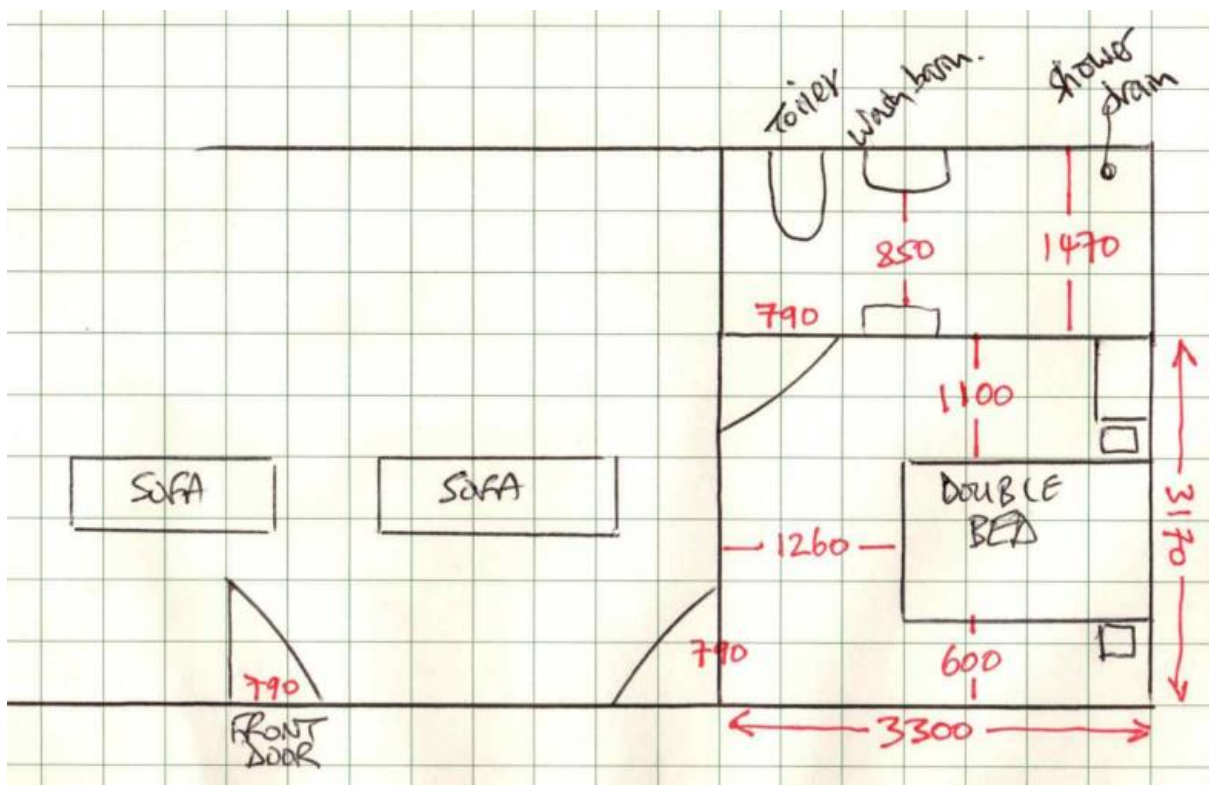 Toilet
Wash basin.
Shower
drain
850
1470
790
1100
SOFA
SOFA
DOUBLE
BED
3170
1260
790
790
600
FRONT
DOOR
3300